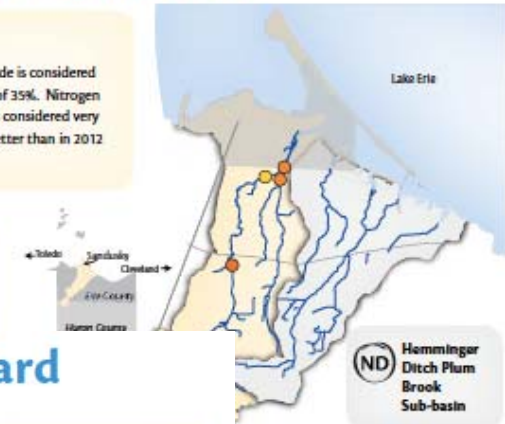 de is considered
of 35%. Nitrogen
considered very
etter than in 2012
Lake Erie
Toledo
Sandusky
Cleveland
Erie County
Huron County
ard
ND
Hemminger
Ditch Plum
Brook
Sub-basin